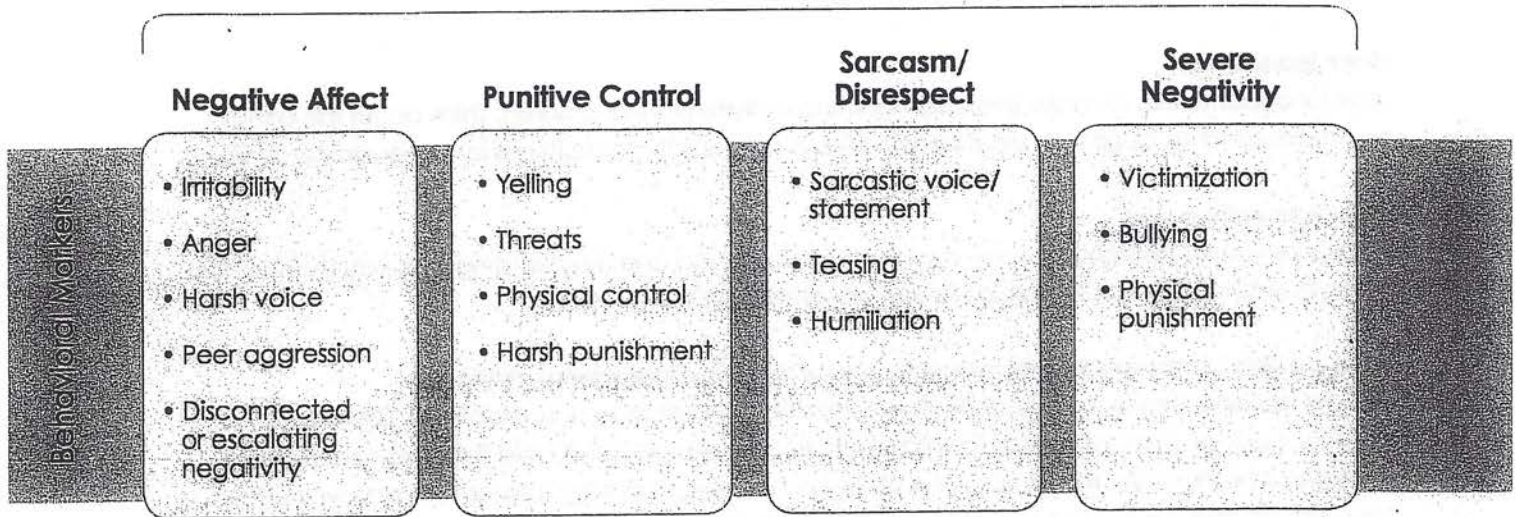 Negative Affect
• Irritability
• Anger
• Harsh voice
• Peer aggression
• Disconnected
or escalating
negativity
Punitive Control
• Yelling
• Threats
• Physical control
• Harsh punishment
Sarcasm/
Disrespect
• Sarcastic voice/
statement
• Teasing
• Humiliation
Severe
Negativity
• Victimization
• Bullying
• Physical
punishment
Behavioral Markers